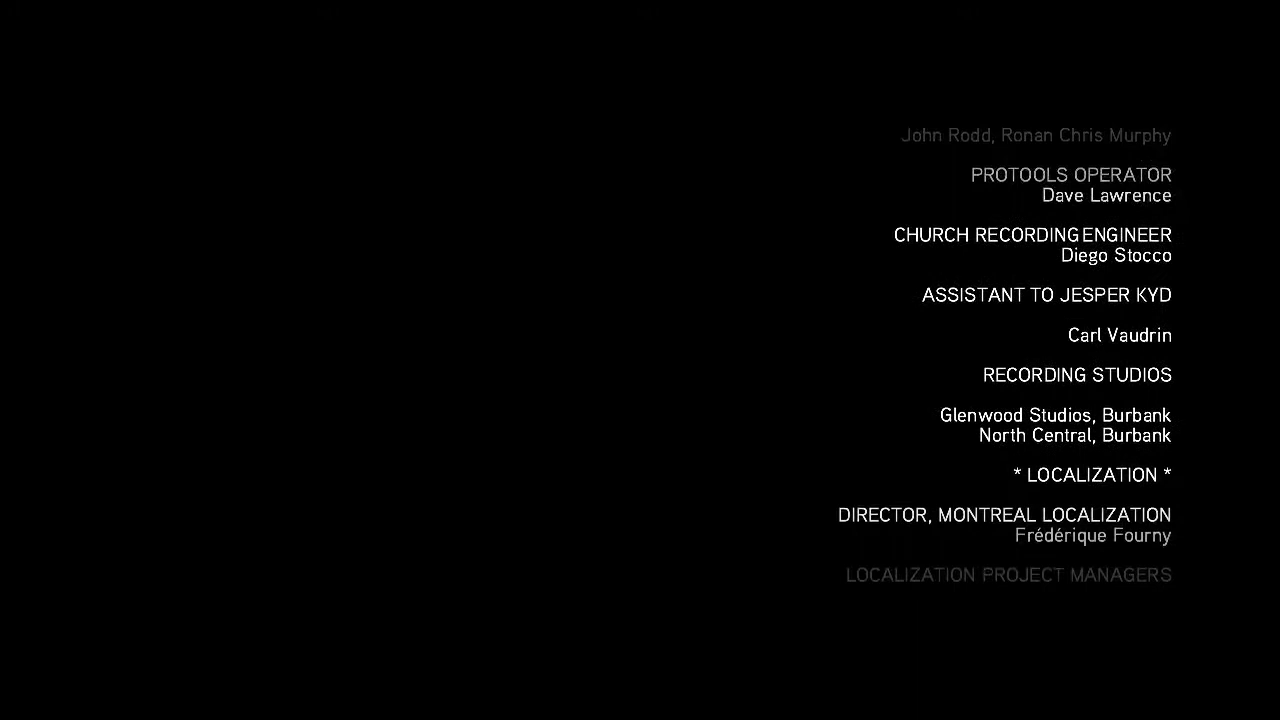 John Rodd, Ronan Chris Murphy
PROTOOLS OPERATOR
Dave Lawrence
CHURCH RECORDING ENGINEER
Diego Stocco
ASSISTANT TO JESPER KYD
Carl Vaudrin
RECORDING STUDIOS
Glenwood Studios, Burbank
North Central, Burbank
* LOCALIZATION *
DIRECTOR, MONTREAL LOCALIZATION
Frédérique Fourny
LOCALIZATION PROJECT MANAGERS